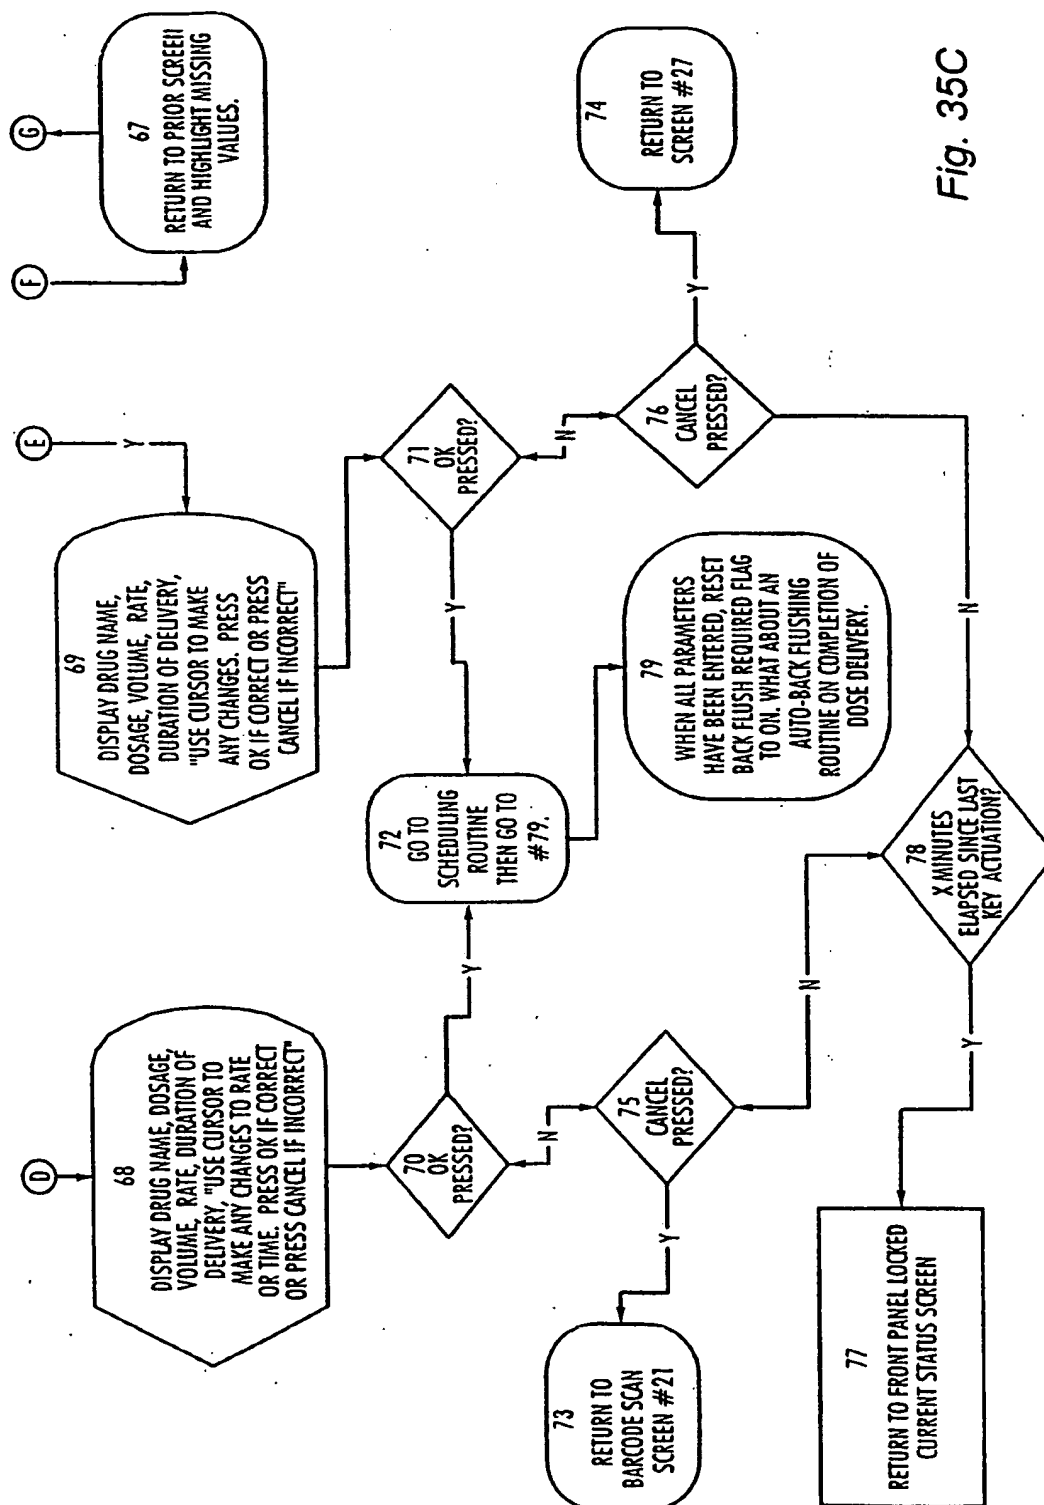 D
68
DISPLAY DRUG NAME, DOSAGE,
VOLUME, RATE, DURATION OF
DELIVERY, "USE CURSOR TO
MAKE ANY CHANGES TO RATE
OR TIME. PRESS OK IF CORRECT
OR PRESS CANCEL IF INCORRECT"
E
Y
69
DISPLAY DRUG NAME,
DOSAGE, VOLUME, RATE,
DURATION OF DELIVERY,
"USE CURSOR TO MAKE
ANY CHANGES. PRESS
OK IF CORRECT OR PRESS
CANCEL IF INCORRECT"
F
G
67
RETURN TO PRIOR SCREEN
AND HIGHLIGHT MISSING
VALUES.
70
OK
PRESSED?
Y
N
72
GO TO
SCHEDULING
ROUTINE
THEN GO TO
#79.
71
OK
PRESSED?
Y
N
73
RETURN TO
BARCODE SCAN
SCREEN #21
Y
75
CANCEL
PRESSED?
N
79
WHEN ALL PARAMETERS
HAVE BEEN ENTERED, RESET
BACK FLUSH REQUIRED FLAG
TO ON. WHAT ABOUT AN
AUTO-BACK FLUSHING
ROUTINE ON COMPLETION OF
DOSE DELIVERY.
76
CANCEL
PRESSED?
Y
N
74
RETURN TO
SCREEN #27
77
RETURN TO FRONT PANEL LOCKED
CURRENT STATUS SCREEN
Y
78
X MINUTES
ELAPSED SINCE LAST
KEY ACTUATION?
Fig. 35C